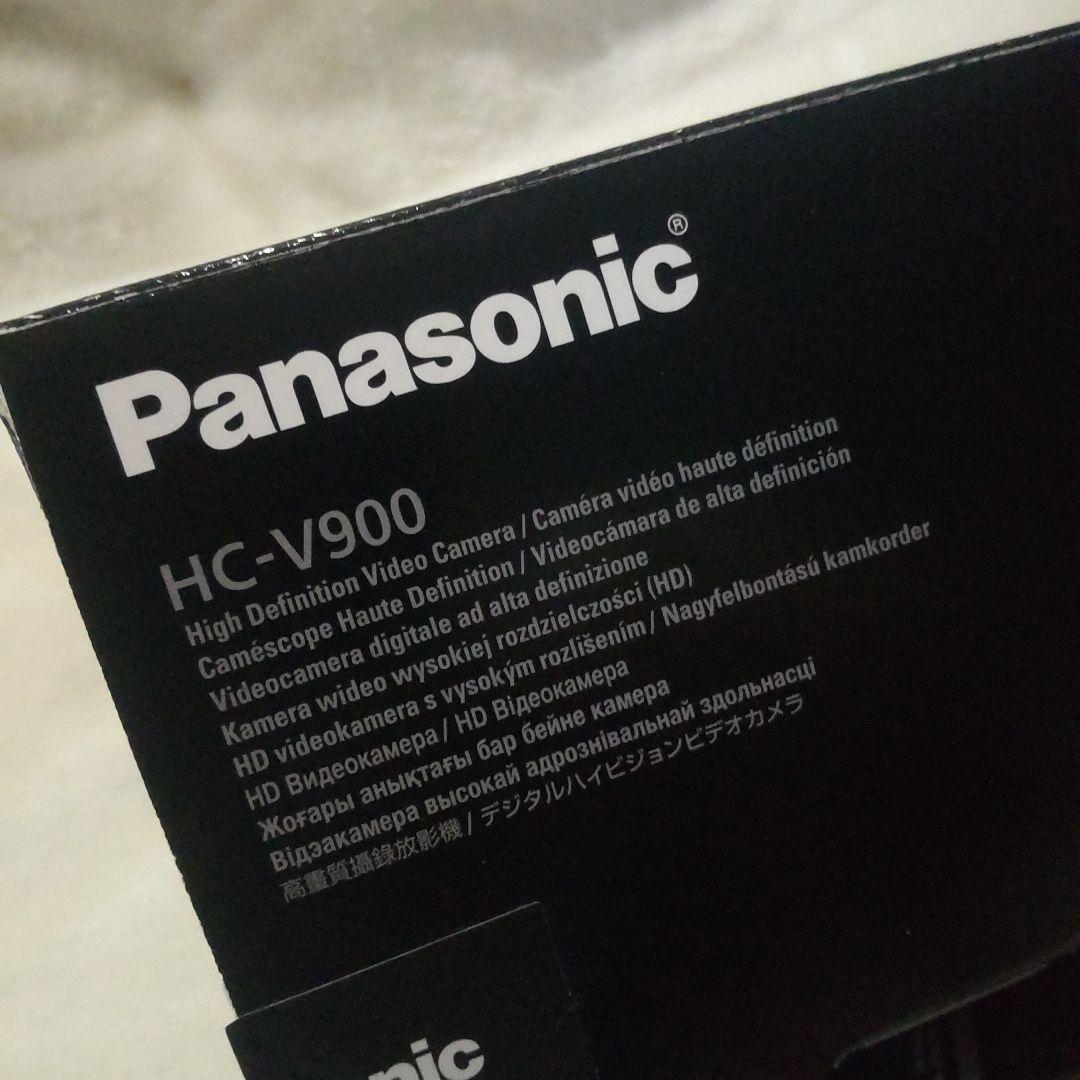 Panasonic®
HC-V900
High Definition Video Camera / Caméra vidéo haute définition
Caméscope Haute Definition / Videocámara de alta definición
Videocamera digitale ad alta definizione
Kamera wideo wysokiej rozdzielczości (HD)
HD videokamera s vysokým rozlišením / Nagyfelbontású kamkorder
HD Видеокамера / HD Відеокамера
Жоғары анықтағы бар бейне камера
Відэакамера высокай адрознівальнай здольнасці
高畫質攝錄放影機 / デジタルハイビジョンビデオカメラ
nic